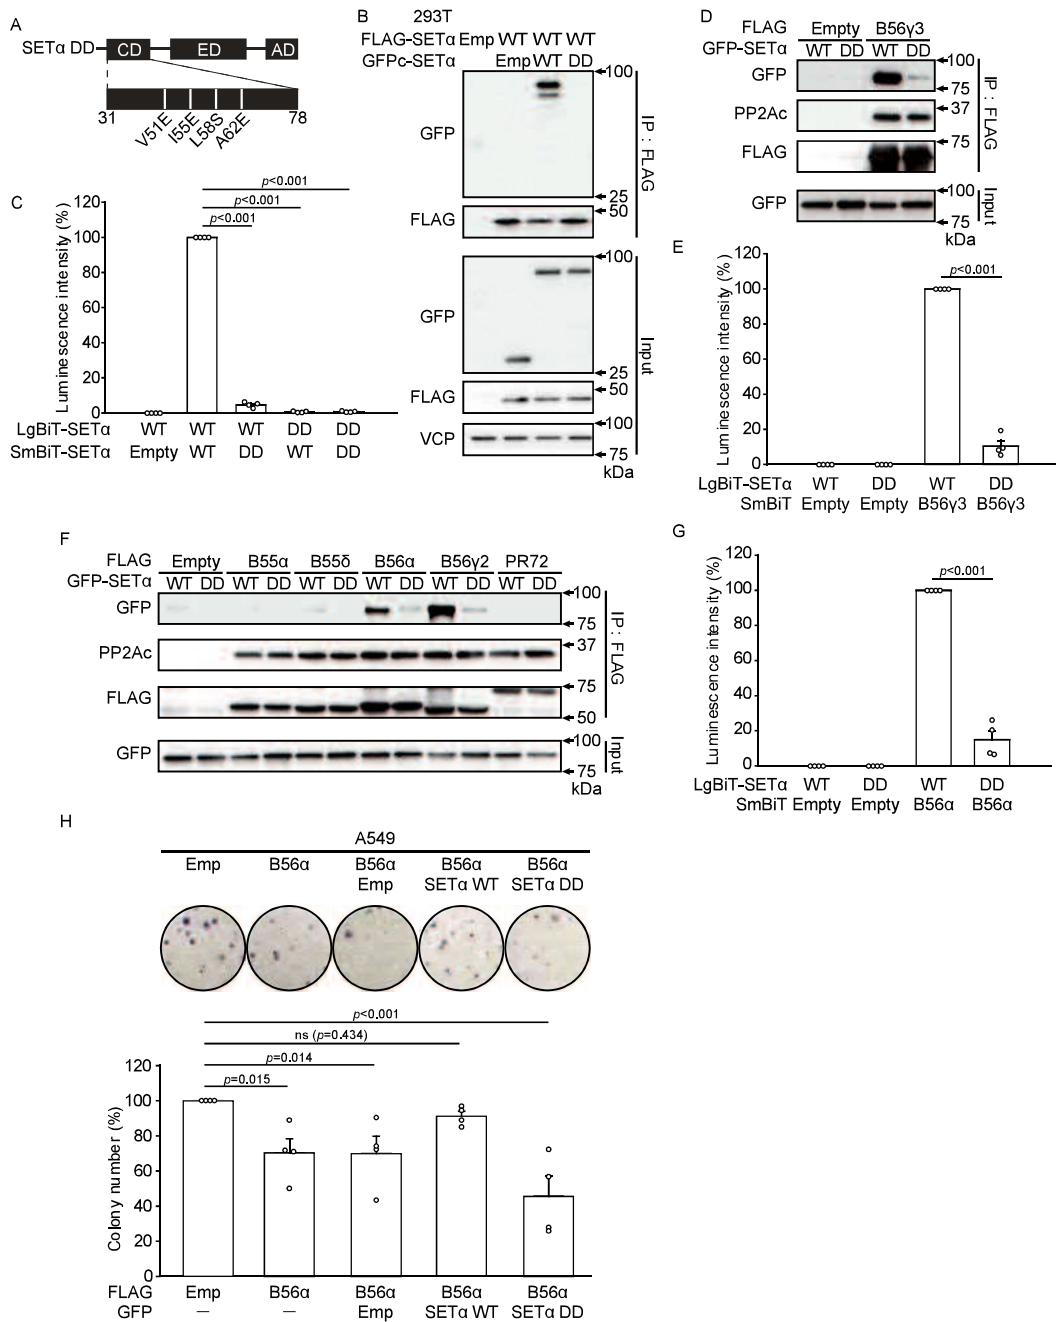 A
SETα DD
CD ED AD
31 78
V51E I55E L58S A62E
B
293T
FLAG-SETα Emp WT WT WT
GFPc-SETα Emp WT DD
GFP
100
25
FLAG
50
IP : FLAG
GFP
100
25
FLAG
50
VCP
100
75
Input
kDa
C
p<0.001
p<0.001
p<0.001
Luminescence intensity (%)
120
100
80
60
40
20
0
LgBiT-SETα WT WT WT DD DD
SmBiT-SETα Empty WT DD WT DD
D
FLAG Empty B56γ3
GFP-SETα WT DD WT DD
GFP
100
75
PP2Ac
37
FLAG
75
IP : FLAG
GFP
100
75
Input
kDa
E
p<0.001
Luminescence intensity (%)
120
100
80
60
40
20
0
LgBiT-SETα WT DD WT DD
SmBiT Empty Empty B56γ3 B56γ3
F
FLAG Empty B55α B55δ B56α B56γ2 PR72
GFP-SETα WT DD WT DD WT DD WT DD WT DD WT DD
GFP
100
75
PP2Ac
37
FLAG
75
50
IP : FLAG
GFP
100
75
Input
kDa
G
p<0.001
Luminescence intensity (%)
120
100
80
60
40
20
0
LgBiT-SETα WT DD WT DD
SmBiT Empty Empty B56α B56α
H
A549
Emp B56α B56α B56α B56α
Emp SETα WT SETα DD
p<0.001
ns (p=0.434)
p=0.014
p=0.015
Colony number (%)
120
100
80
60
40
20
0
FLAG Emp B56α B56α B56α B56α
GFP — — Emp SETα WT SETα DD